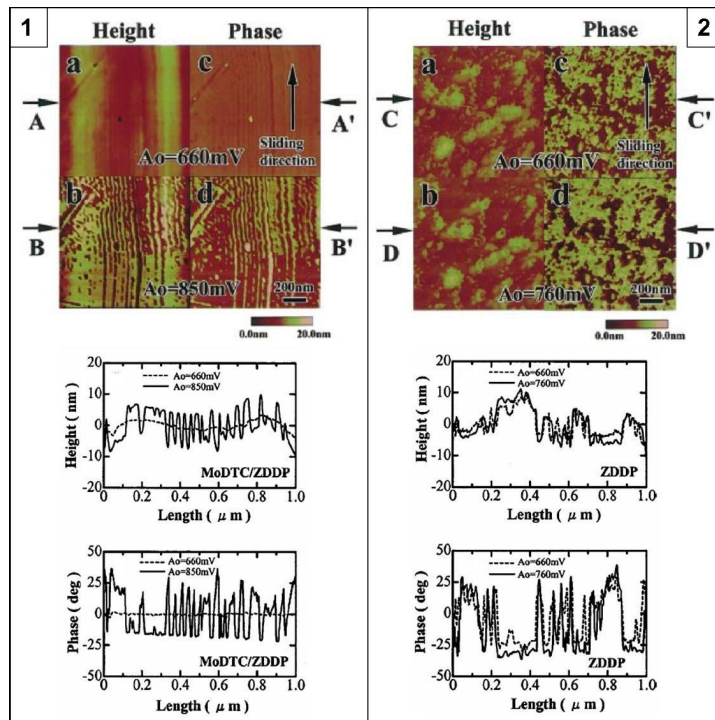 1
Height Phase
a c
A A'
Sliding direction
Ao=660mV
b d
B B'
Ao=850mV 200nm
0.0nm 20.0nm
20
10
0
-10
-20
Height ( nm )
Ao=660mV
Ao=850mV
MoDTC/ZDDP
0 0.2 0.4 0.6 0.8 1.0
Length ( μ m )
50
25
0
-25
-50
Phase ( deg )
Ao=660mV
Ao=850mV
MoDTC/ZDDP
0 0.2 0.4 0.6 0.8 1.0
Length ( μ m )
2
Height Phase
a c
C C'
Sliding direction
Ao=660mV
b d
D D'
Ao=760mV 200nm
0.0nm 20.0nm
20
10
0
-10
-20
Height ( nm )
Ao=660mV
Ao=760mV
ZDDP
0 0.2 0.4 0.6 0.8 1.0
Length ( μ m )
50
25
0
-25
-50
Phase ( deg )
Ao=660mV
Ao=760mV
ZDDP
0 0.2 0.4 0.6 0.8 1.0
Length ( μ m )